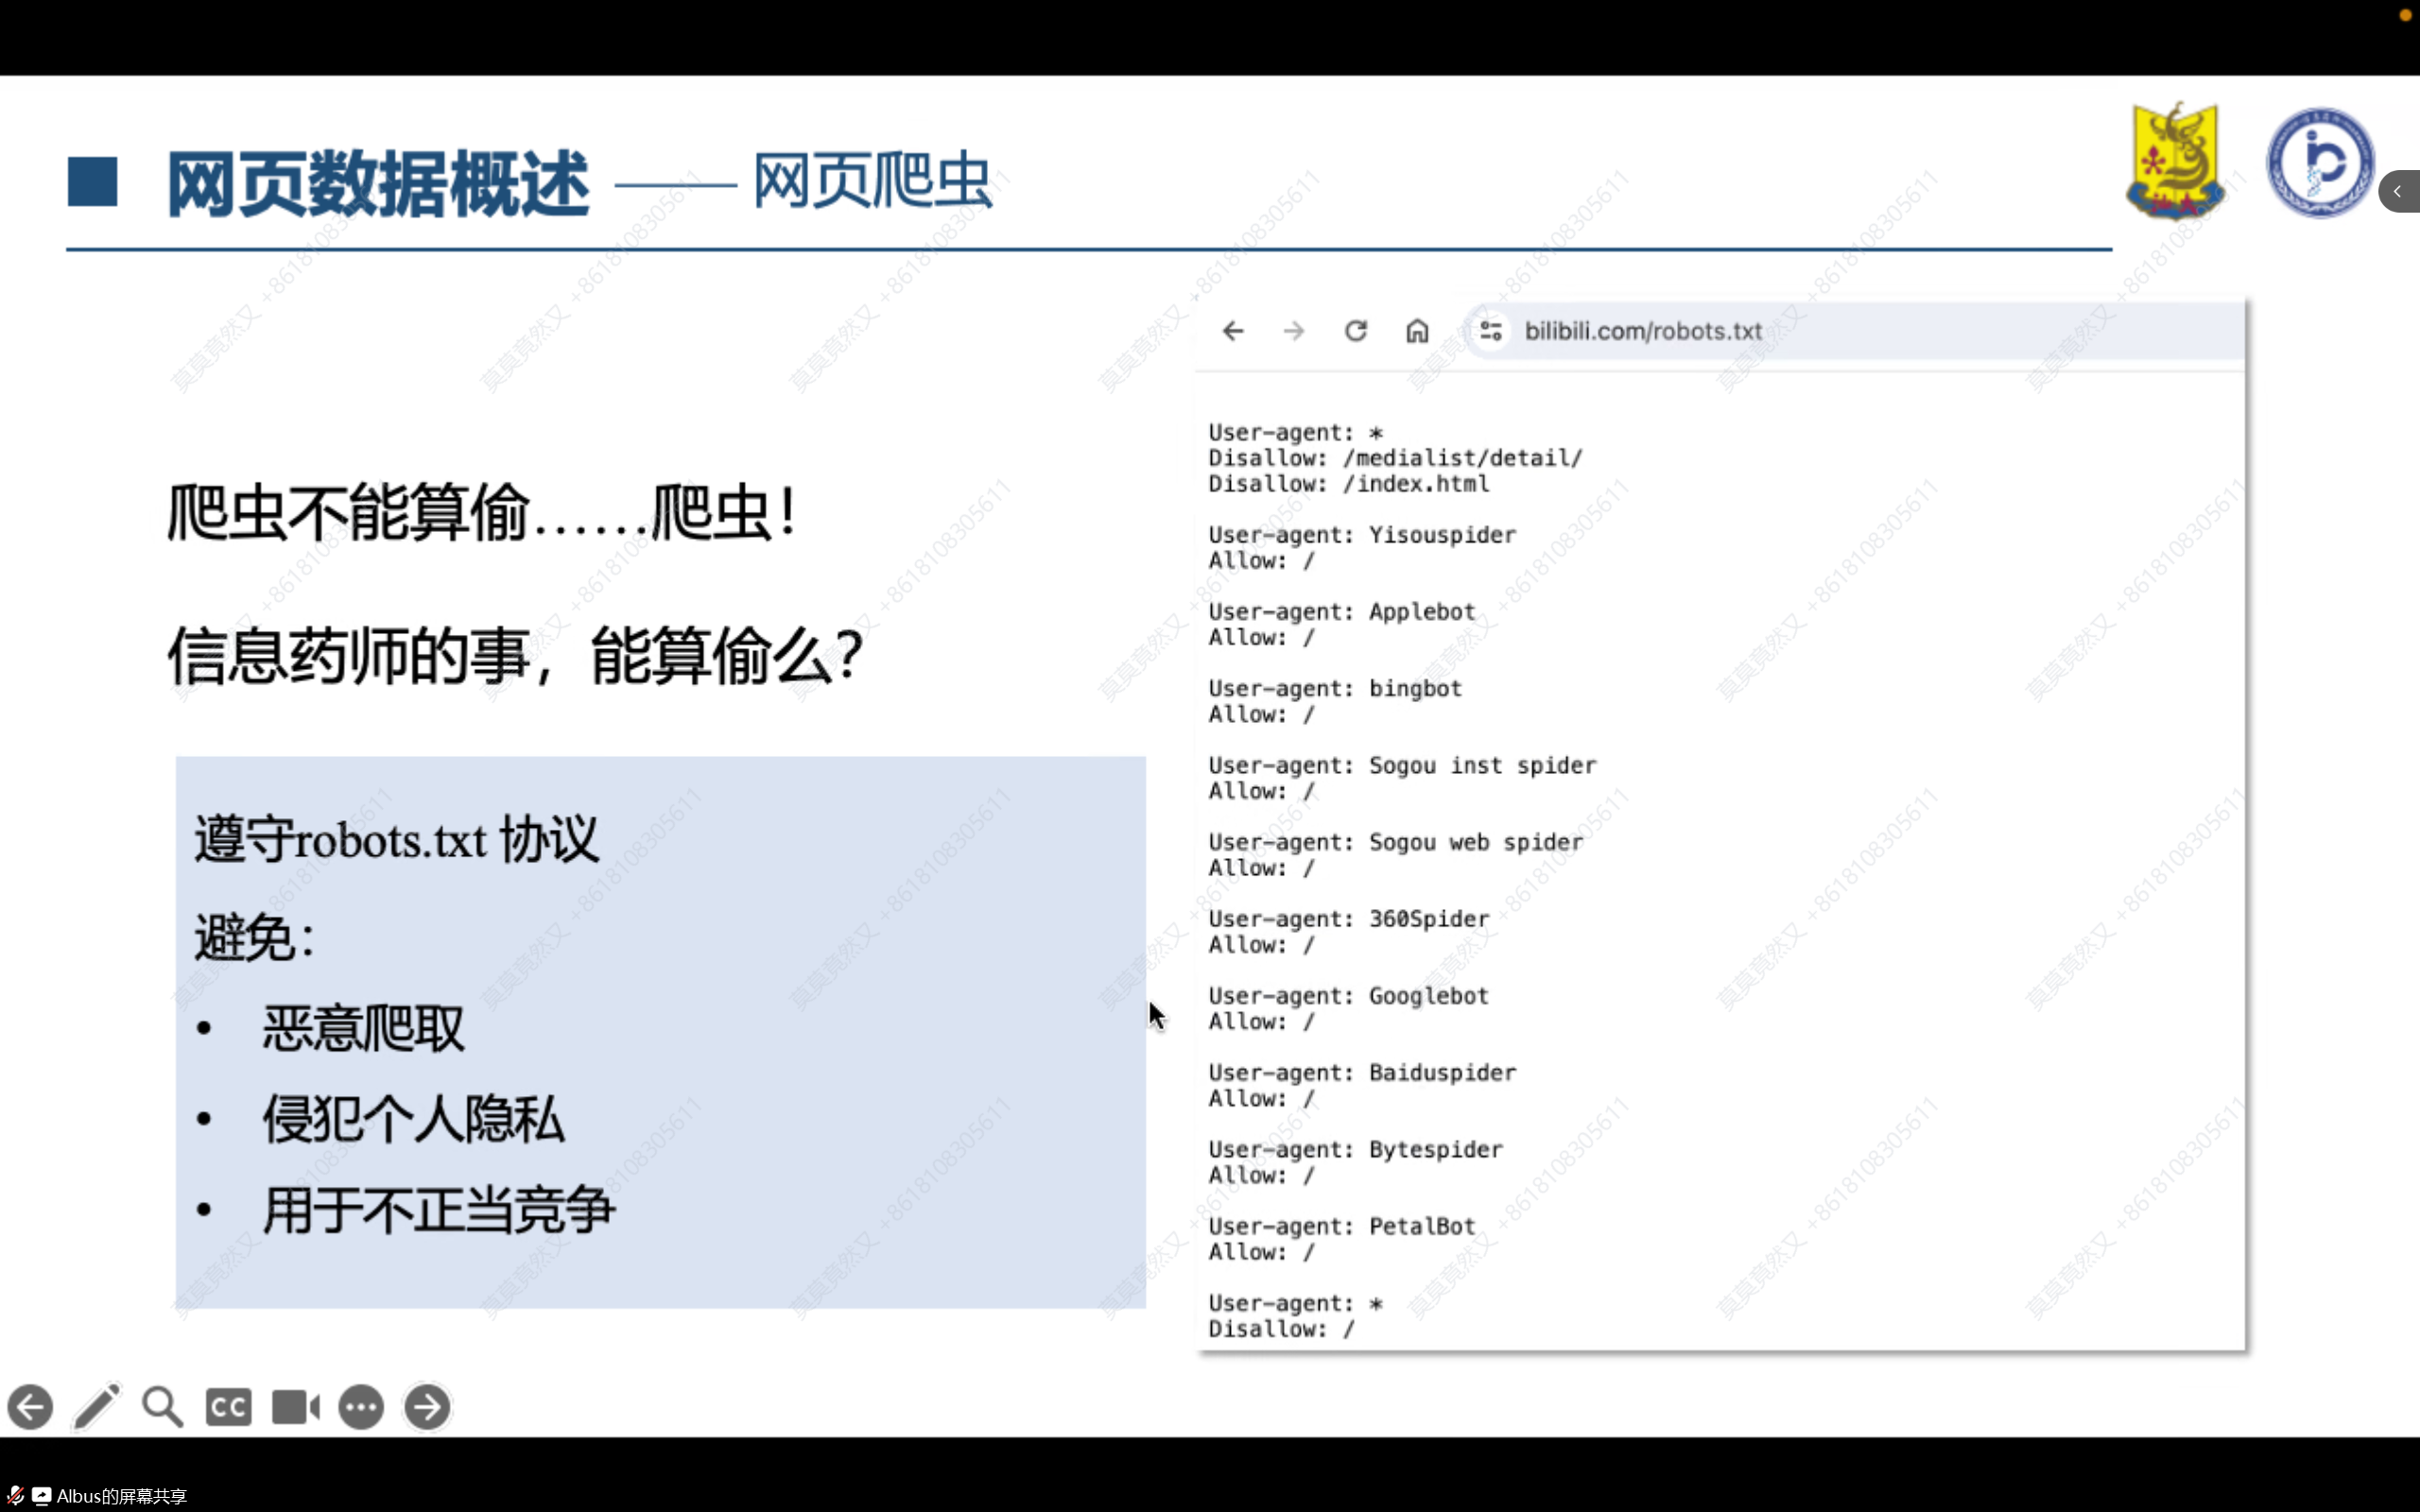 网页数据概述 —— 网页爬虫
爬虫不能算偷……爬虫！
信息药师的事，能算偷么？
遵守robots.txt 协议
避免：
• 恶意爬取
• 侵犯个人隐私
• 用于不正当竞争
bilibili.com/robots.txt
User-agent: *
Disallow: /medialist/detail/
Disallow: /index.html
User-agent: Yisouspider
Allow: /
User-agent: Applebot
Allow: /
User-agent: bingbot
Allow: /
User-agent: Sogou inst spider
Allow: /
User-agent: Sogou web spider
Allow: /
User-agent: 360Spider
Allow: /
User-agent: Googlebot
Allow: /
User-agent: Baiduspider
Allow: /
User-agent: Bytespider
Allow: /
User-agent: PetalBot
Allow: /
User-agent: *
Disallow: /
CC
Albus的屏幕共享